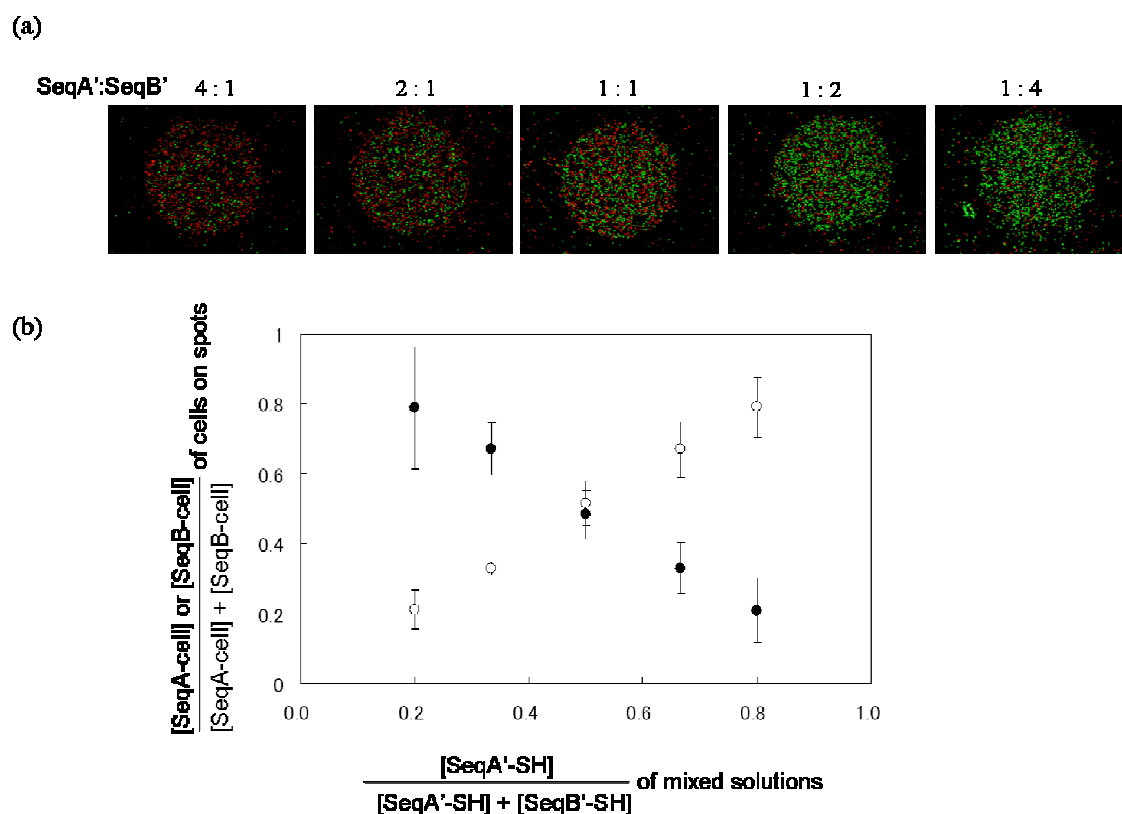 (a)
SeqA':SeqB' 4 : 1 2 : 1 1 : 1 1 : 2 1 : 4
(b)
[SeqA-cell] or [SeqB-cell]
[SeqA-cell] + [SeqB-cell]
of cells on spots
1
0.8
0.6
0.4
0.2
0
0.0 0.2 0.4 0.6 0.8 1.0
[SeqA'-SH]
[SeqA'-SH] + [SeqB'-SH]
of mixed solutions